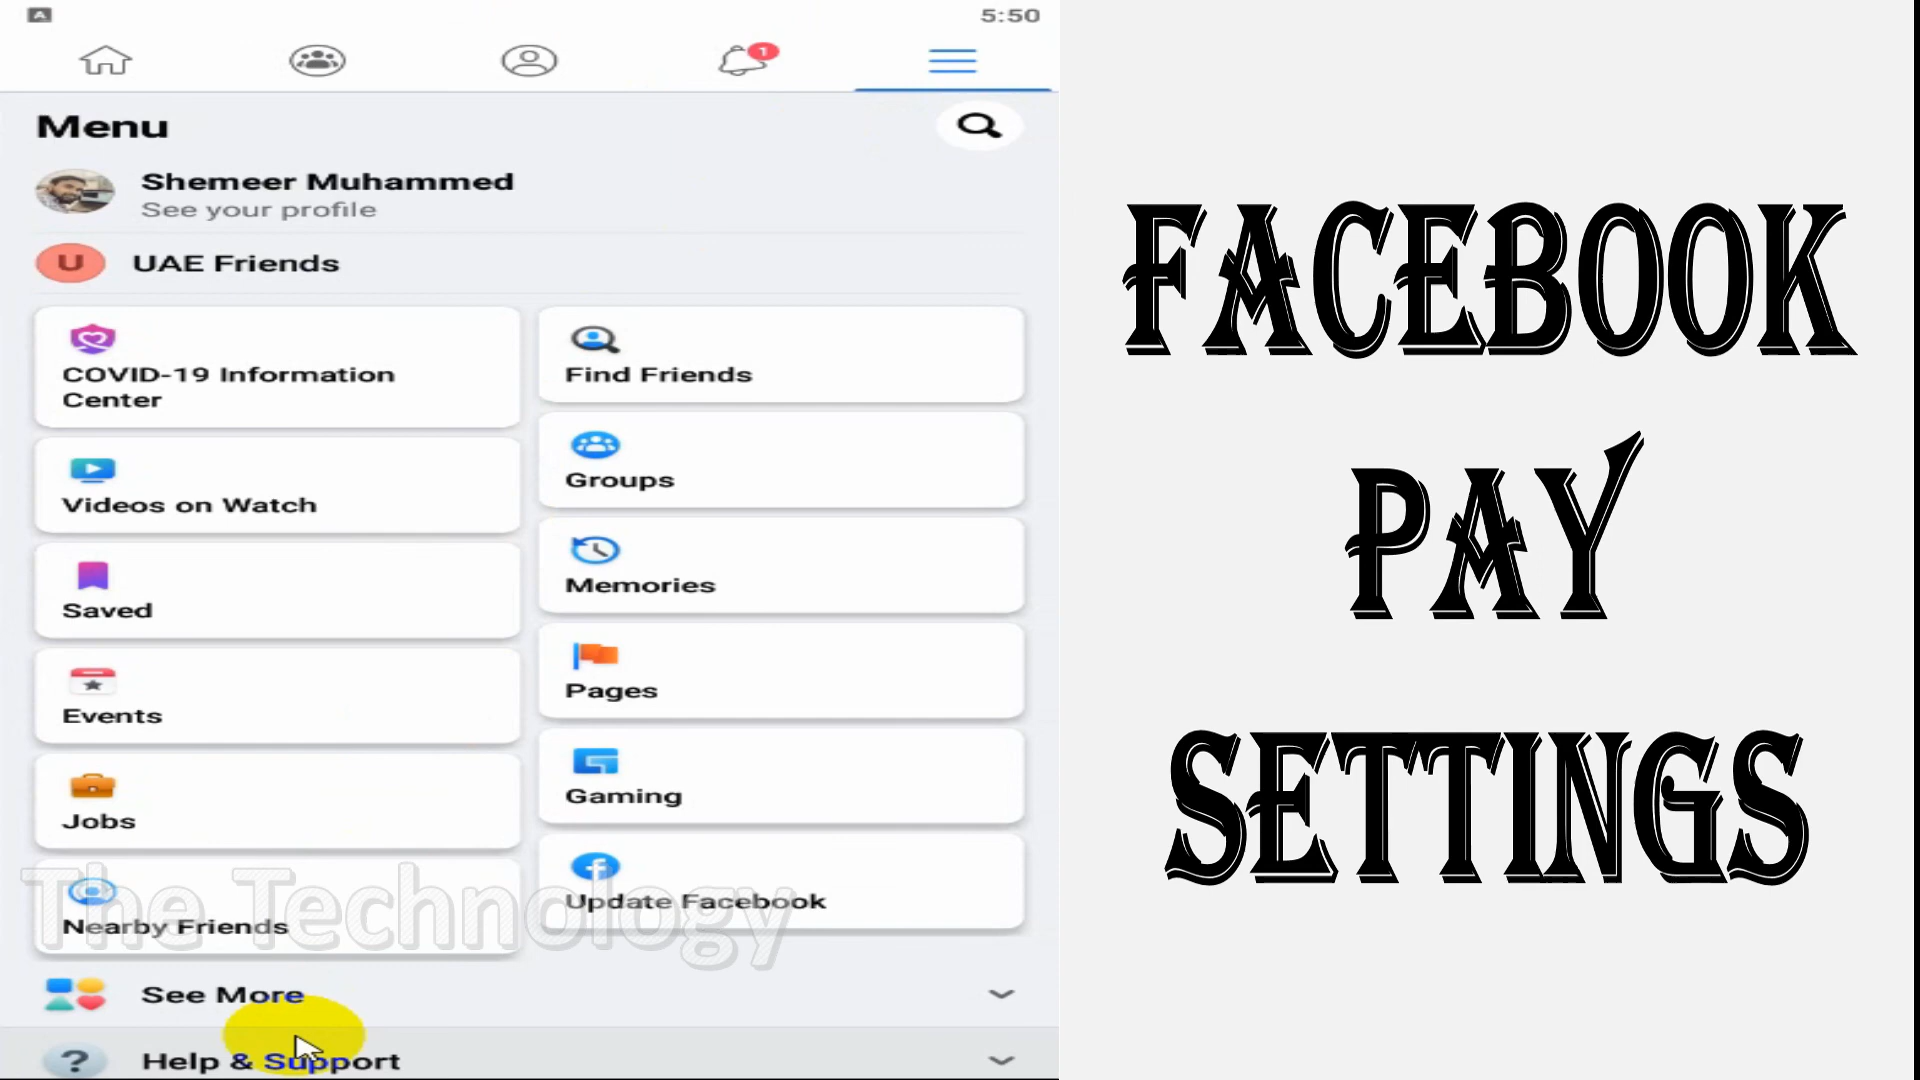 A
5:50
1
Menu
Shemeer Muhammed
See your profile
U
UAE Friends
COVID-19 Information
Center
Find Friends
Groups
Videos on Watch
Memories
Saved
Pages
Events
Gaming
Jobs
Update Facebook
Nearby Friends
The Technology
See More
?
Help & Support
FACEBOOK
PAY
SETTINGS